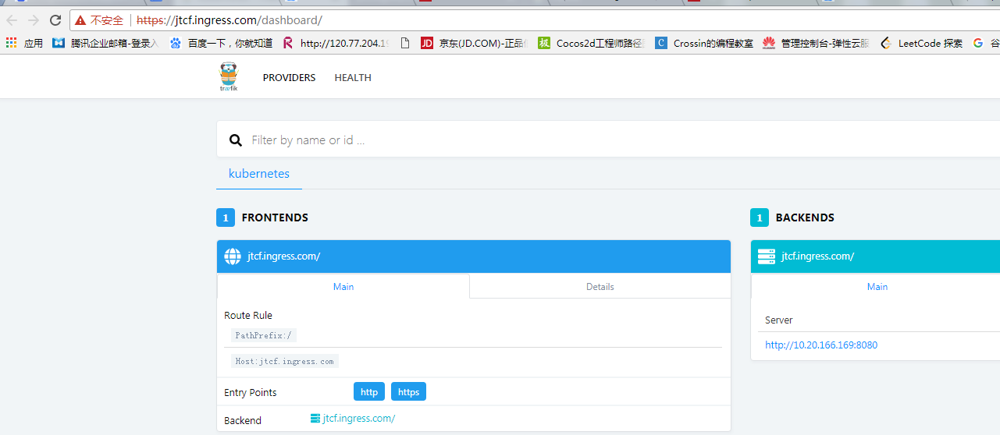 不安全 https://jtcf.ingress.com/dashboard/
应用 腾讯企业邮箱-登录入 百度一下，你就知道 http://120.77.204.19 京东(JD.COM)-正品 Cocos2d工程师路径 Crossin的编程教室 管理控制台-弹性云服 LeetCode 探索 谷
træfik PROVIDERS HEALTH
Filter by name or id ...
kubernetes
1 FRONTENDS
jtcf.ingress.com/
Main Details
Route Rule
PathPrefix:/
Host:jtcf.ingress.com
Entry Points http https
Backend jtcf.ingress.com/
1 BACKENDS
jtcf.ingress.com/
Main
Server
http://10.20.166.169:8080